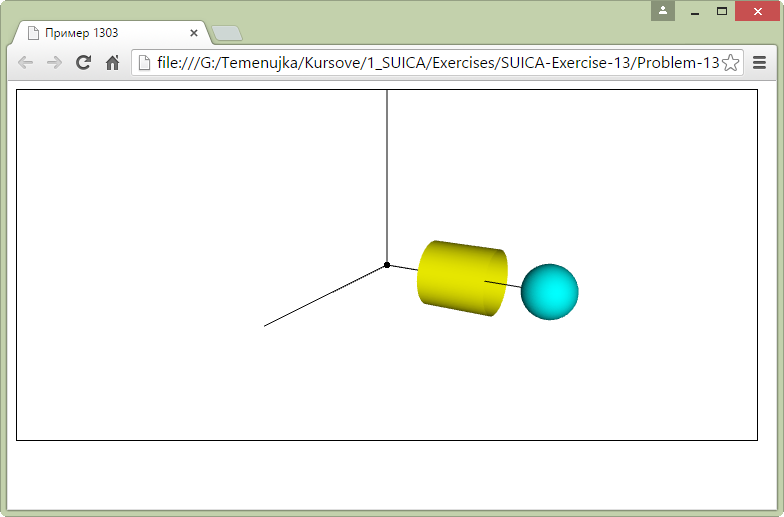 Пример 1303
file:///G:/Temenujka/Kursove/1_SUICA/Exercises/SUICA-Exercise-13/Problem-13